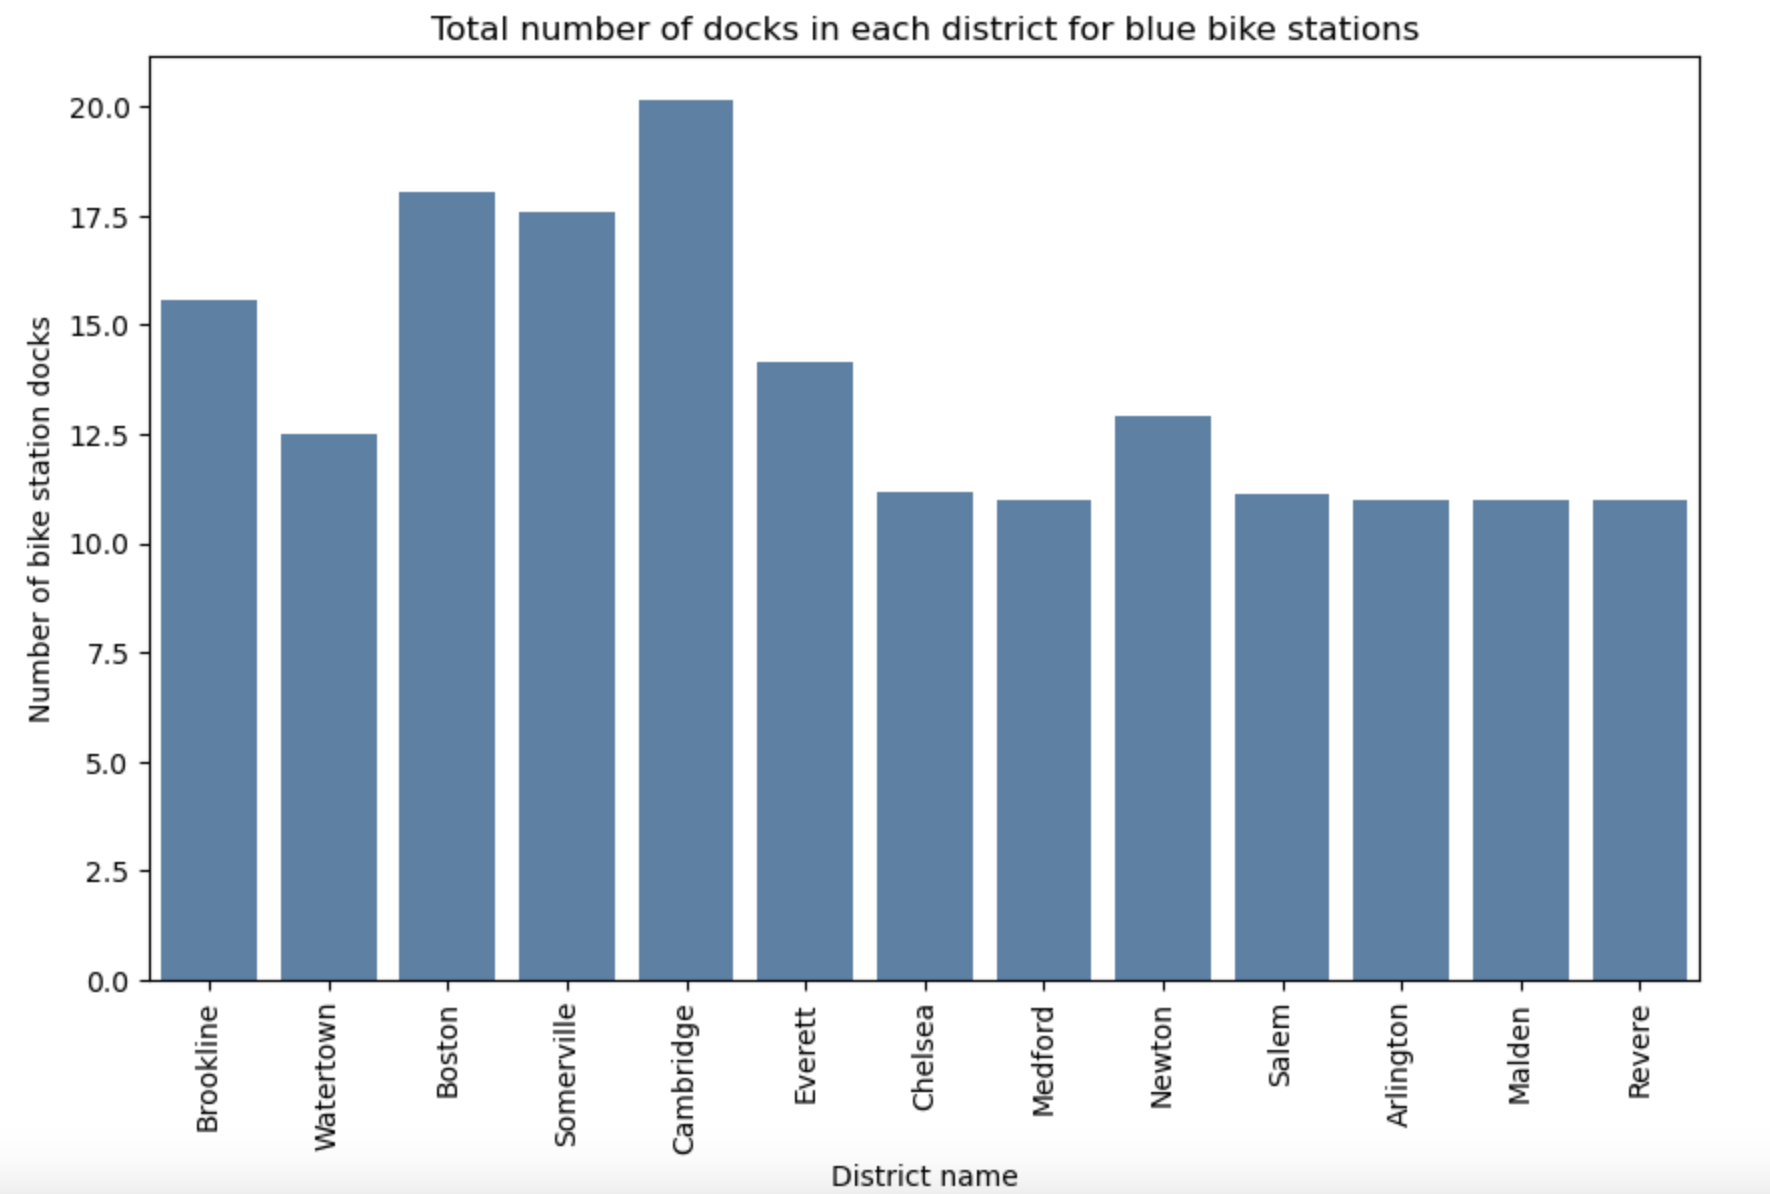 Total number of docks in each district for blue bike stations
Number of bike station docks
20.0
17.5
15.0
12.5
10.0
7.5
5.0
2.5
0.0
Brookline
Watertown
Boston
Somerville
Cambridge
Everett
Chelsea
Medford
Newton
Salem
Arlington
Malden
Revere
District name